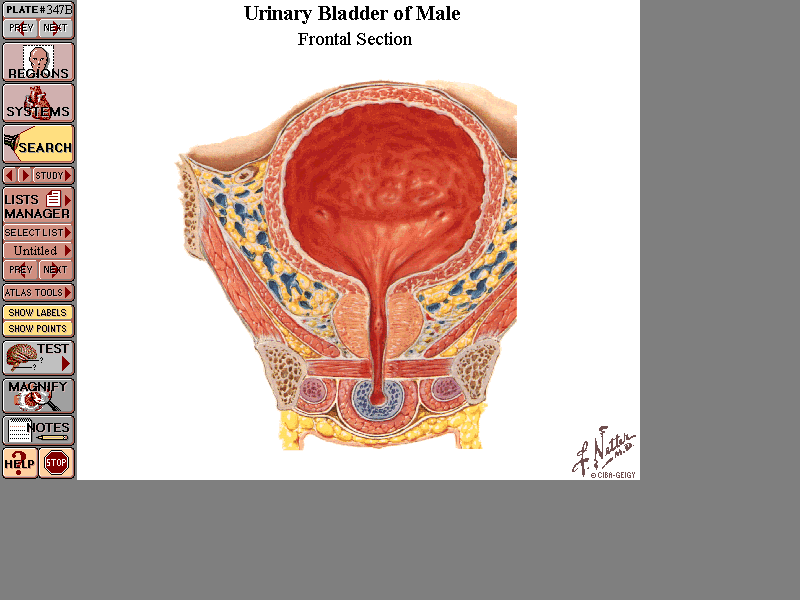 PLATE# 347B
PREV NEXT
REGIONS
SYSTEMS
SEARCH
STUDY
LISTS
MANAGER
SELECT LIST
Untitled
PREV NEXT
ATLAS TOOLS
SHOW LABELS
SHOW POINTS
TEST
?
?
MAGNIFY
NOTES
HELP
?
STOP
Urinary Bladder of Male
Frontal Section
F. Netter
M.D.
©CIBA-GEIGY